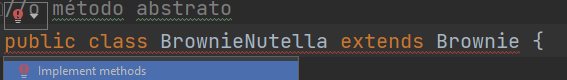 //o método abstrato
public class BrownieNutella extends Brownie {
Implement methods